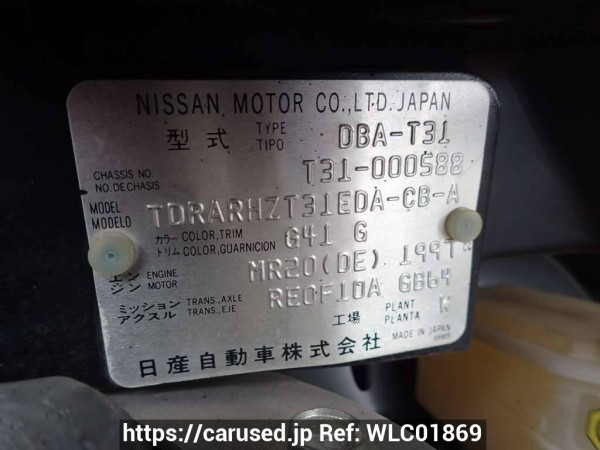 NISSAN MOTOR CO.,LTD. JAPAN
型式 TYPE TIPO DBA-T31
CHASSIS NO. NO. DE CHASIS T31-000588
MODEL MODELO TDRARHZT31EDA-CB-A
カラー COLOR, TRIM トリム COLOR, GUARNICION G41 G
エンジン ENGINE MOTOR MR20(DE) 1997
ミッション アクスル TRANS., AXLE TRANS., EJE RE0F10A GB64
工場 PLANT PLANTA W
MADE IN JAPAN
日産自動車株式会社
https://carused.jp Ref: WLC01869